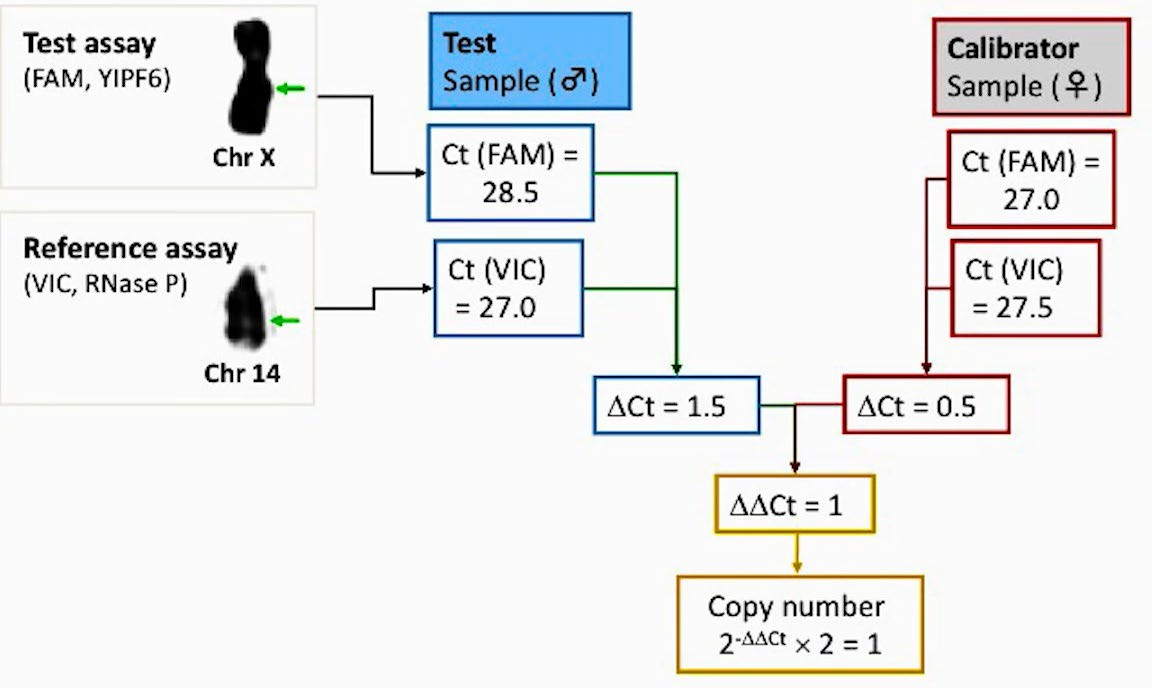 Test assay
(FAM, YIPF6)
Chr X
Reference assay
(VIC, RNase P)
Chr 14
Test
Sample (♂)
Ct (FAM) =
28.5
Ct (VIC)
= 27.0
Calibrator
Sample (♀)
Ct (FAM) =
27.0
Ct (VIC)
= 27.5
ΔCt = 1.5
ΔCt = 0.5
ΔΔCt = 1
Copy number
2-ΔΔCt × 2 = 1